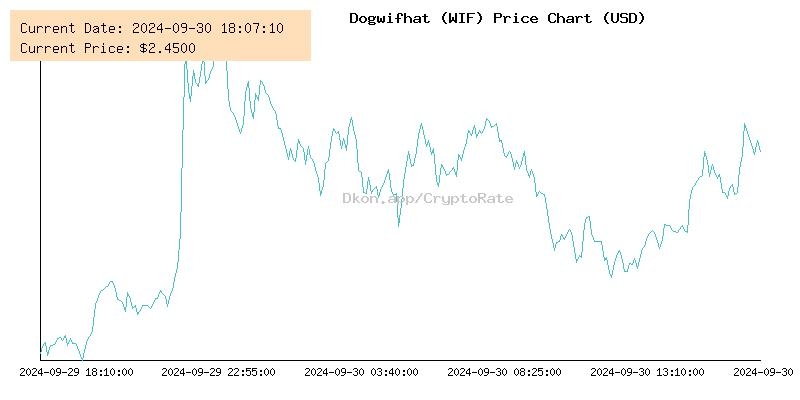 Dogwifhat (WIF) Price Chart (USD)
Current Date: 2024-09-30 18:07:10
Current Price: $2.4500
Dkon.app/CryptoRate
2024-09-29 18:10:00 2024-09-29 22:55:00 2024-09-30 03:40:00 2024-09-30 08:25:00 2024-09-30 13:10:00 2024-09-30